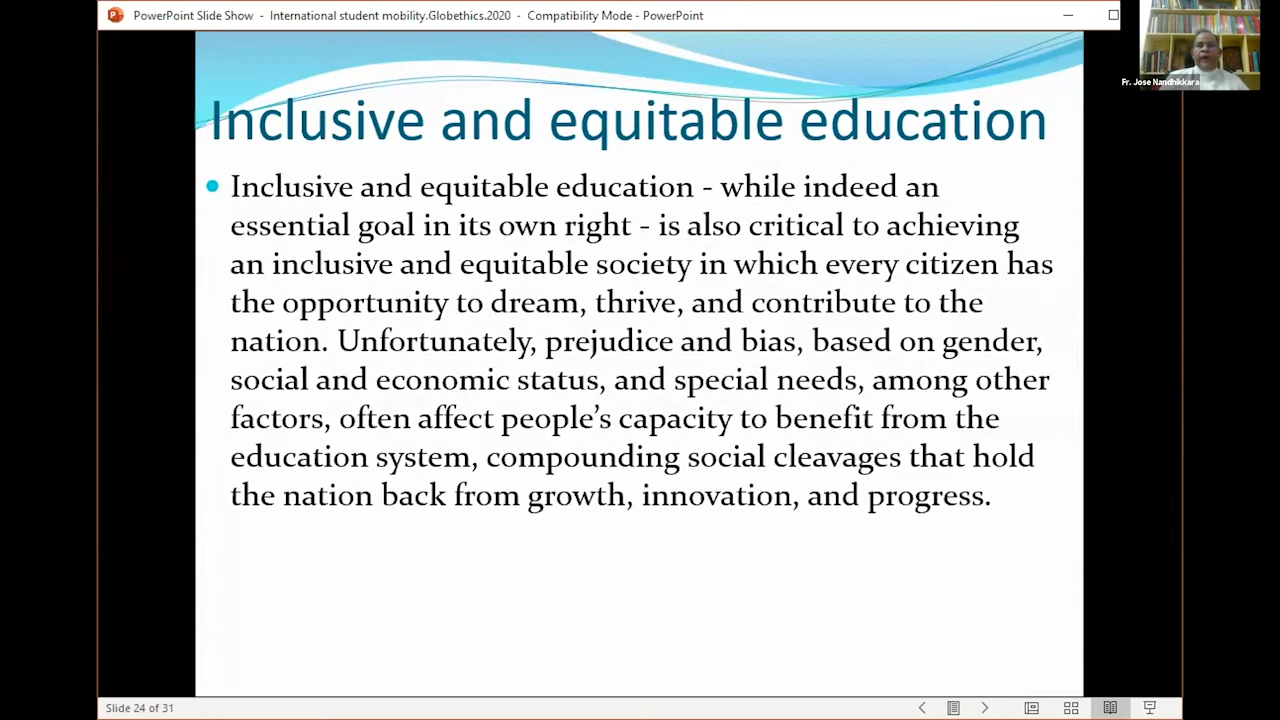 PowerPoint Slide Show - International student mobility.Globethics.2020 - Compatibility Mode - PowerPoint
Fr. Jose Nandhikkara
Inclusive and equitable education
Inclusive and equitable education - while indeed an
essential goal in its own right - is also critical to achieving
an inclusive and equitable society in which every citizen has
the opportunity to dream, thrive, and contribute to the
nation. Unfortunately, prejudice and bias, based on gender,
social and economic status, and special needs, among other
factors, often affect people’s capacity to benefit from the
education system, compounding social cleavages that hold
the nation back from growth, innovation, and progress.
Slide 24 of 31